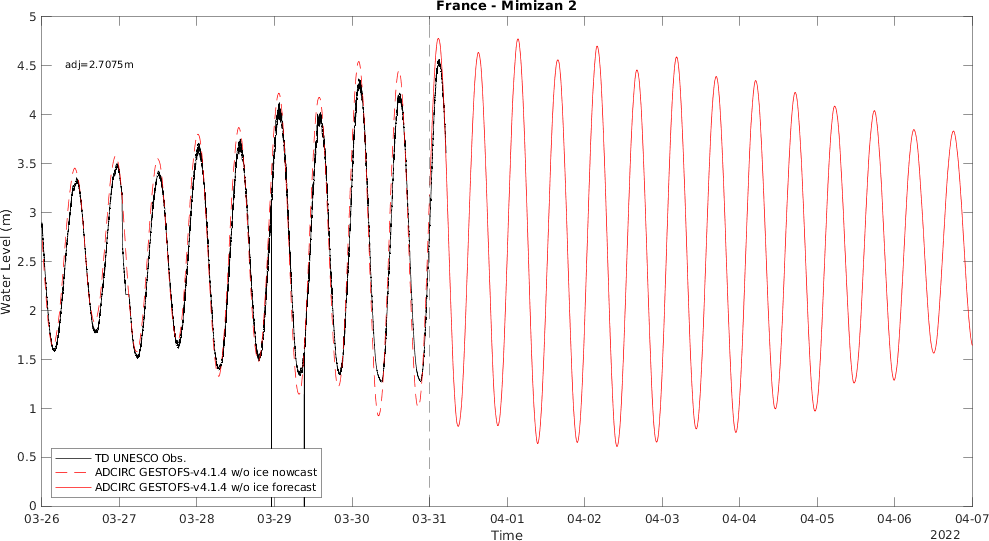 France - Mimizan 2
5
4.5
4
3.5
3
2.5
2
1.5
1
0.5
0
Water Level (m)
adj=2.7075m
TD UNESCO Obs.
ADCIRC GESTOFS-v4.1.4 w/o ice nowcast
ADCIRC GESTOFS-v4.1.4 w/o ice forecast
03-26 03-27 03-28 03-29 03-30 03-31 04-01 04-02 04-03 04-04 04-05 04-06 04-07
Time
2022